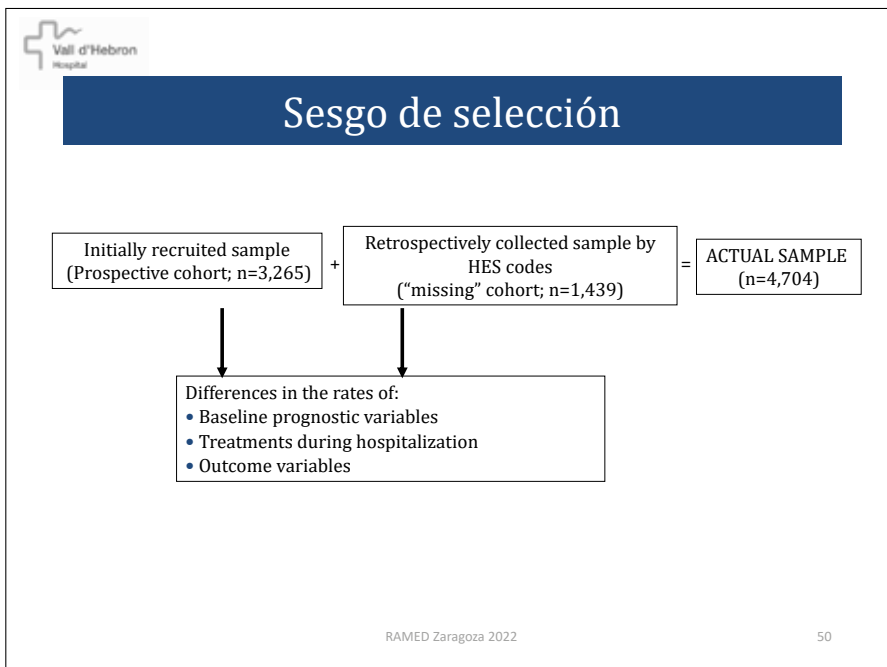 Vall d'Hebron
Hospital
Sesgo de selección
Initially recruited sample
(Prospective cohort; n=3,265)
+
Retrospectively collected sample by
HES codes
(“missing” cohort; n=1,439)
=
ACTUAL SAMPLE
(n=4,704)
Differences in the rates of:
• Baseline prognostic variables
• Treatments during hospitalization
• Outcome variables
RAMED Zaragoza 2022
50